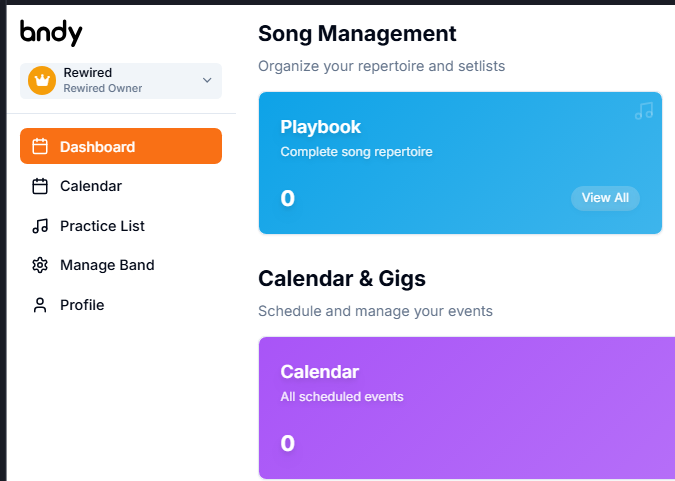 bndy
Rewired
Rewired Owner
Dashboard
Calendar
Practice List
Manage Band
Profile
Song Management
Organize your repertoire and setlists
Playbook
Complete song repertoire
0
View All
Calendar & Gigs
Schedule and manage your events
Calendar
All scheduled events
0